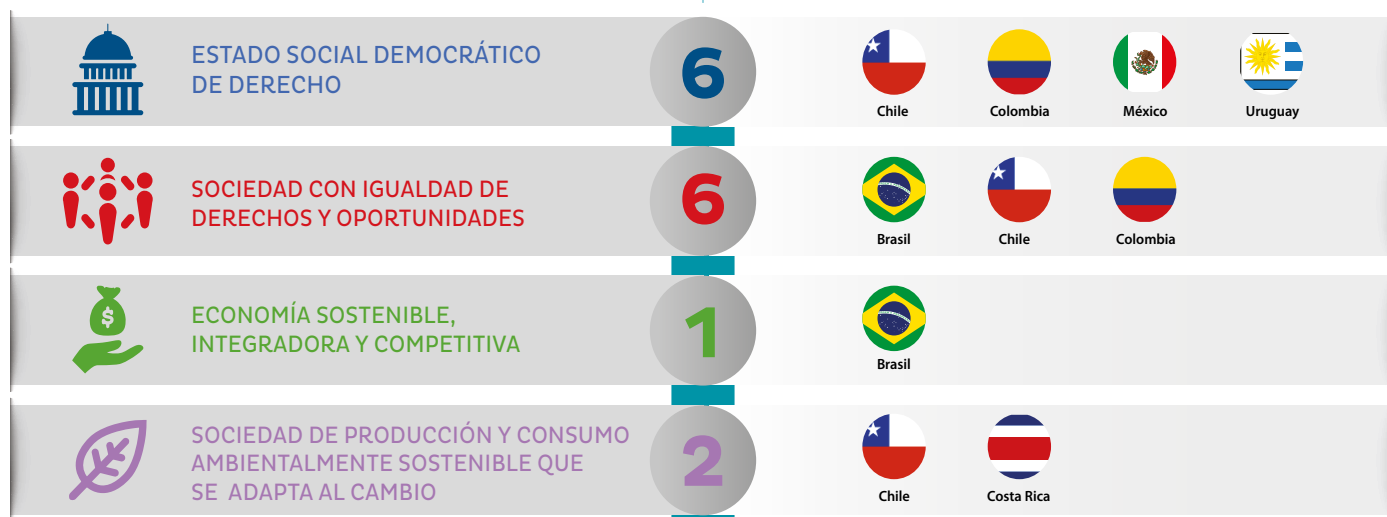 ESTADO SOCIAL DEMOCRÁTICO
DE DERECHO
6
Chile
Colombia
México
Uruguay
SOCIEDAD CON IGUALDAD DE
DERECHOS Y OPORTUNIDADES
6
Brasil
Chile
Colombia
$
ECONOMÍA SOSTENIBLE,
INTEGRADORA Y COMPETITIVA
1
Brasil
SOCIEDAD DE PRODUCCIÓN Y CONSUMO
AMBIENTALMENTE SOSTENIBLE QUE
SE ADAPTA AL CAMBIO
2
Chile
Costa Rica